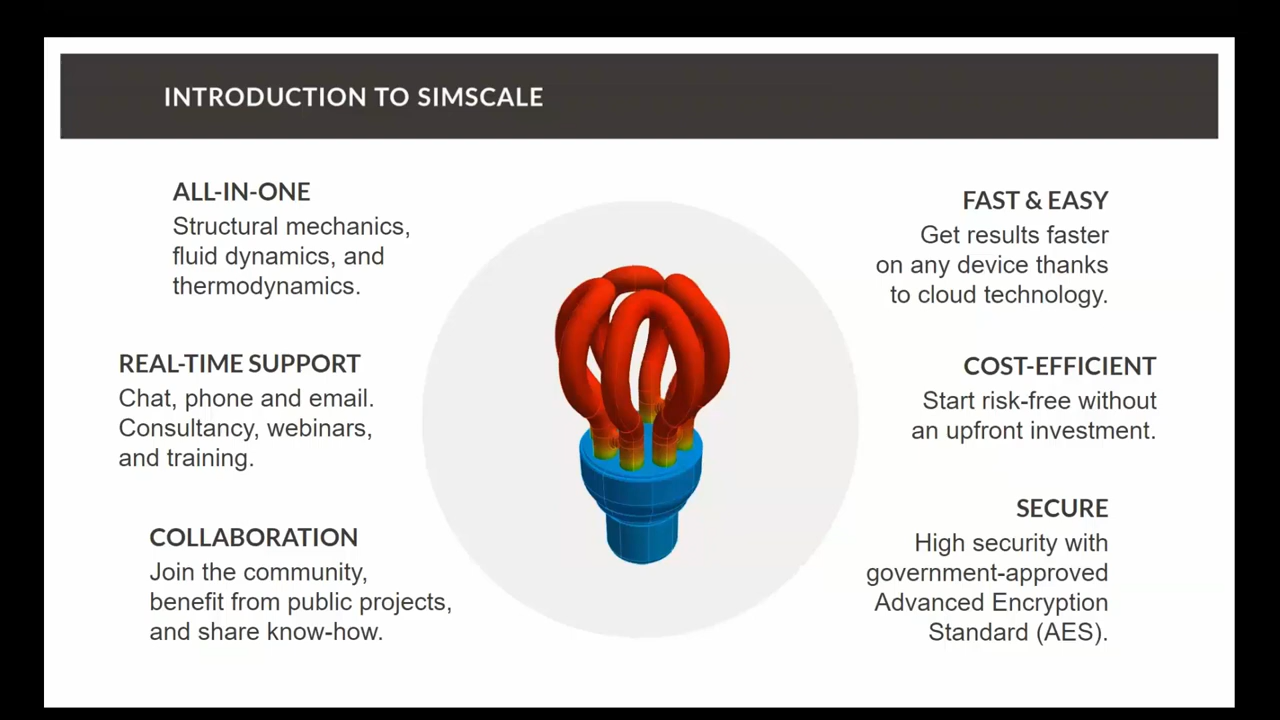 INTRODUCTION TO SIMSCALE
ALL-IN-ONE
Structural mechanics,
fluid dynamics, and
thermodynamics.
REAL-TIME SUPPORT
Chat, phone and email.
Consultancy, webinars,
and training.
COLLABORATION
Join the community,
benefit from public projects,
and share know-how.
FAST & EASY
Get results faster
on any device thanks
to cloud technology.
COST-EFFICIENT
Start risk-free without
an upfront investment.
SECURE
High security with
government-approved
Advanced Encryption
Standard (AES).